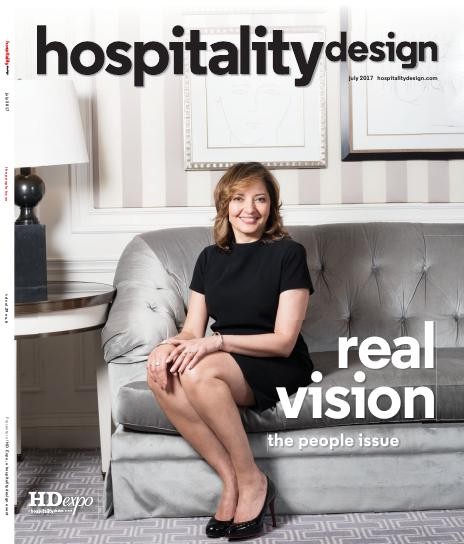 hospitalitydesign
july 2017 hospitalitydesign.com
real
vision
the people issue
HDexpo